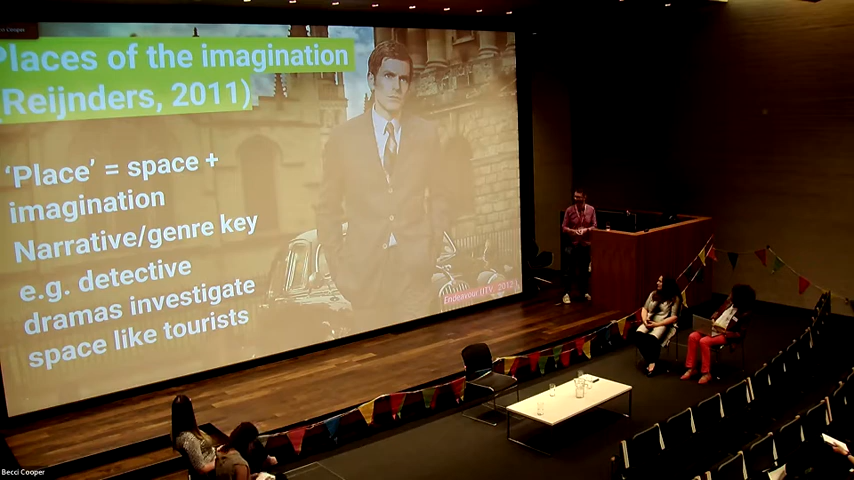 Places of the imagination
(Reijnders, 2011)
'Place' = space +
imagination
Narrative/genre key
e.g. detective
dramas investigate
space like tourists
Endeavour (ITV, 2012)
Becci Cooper